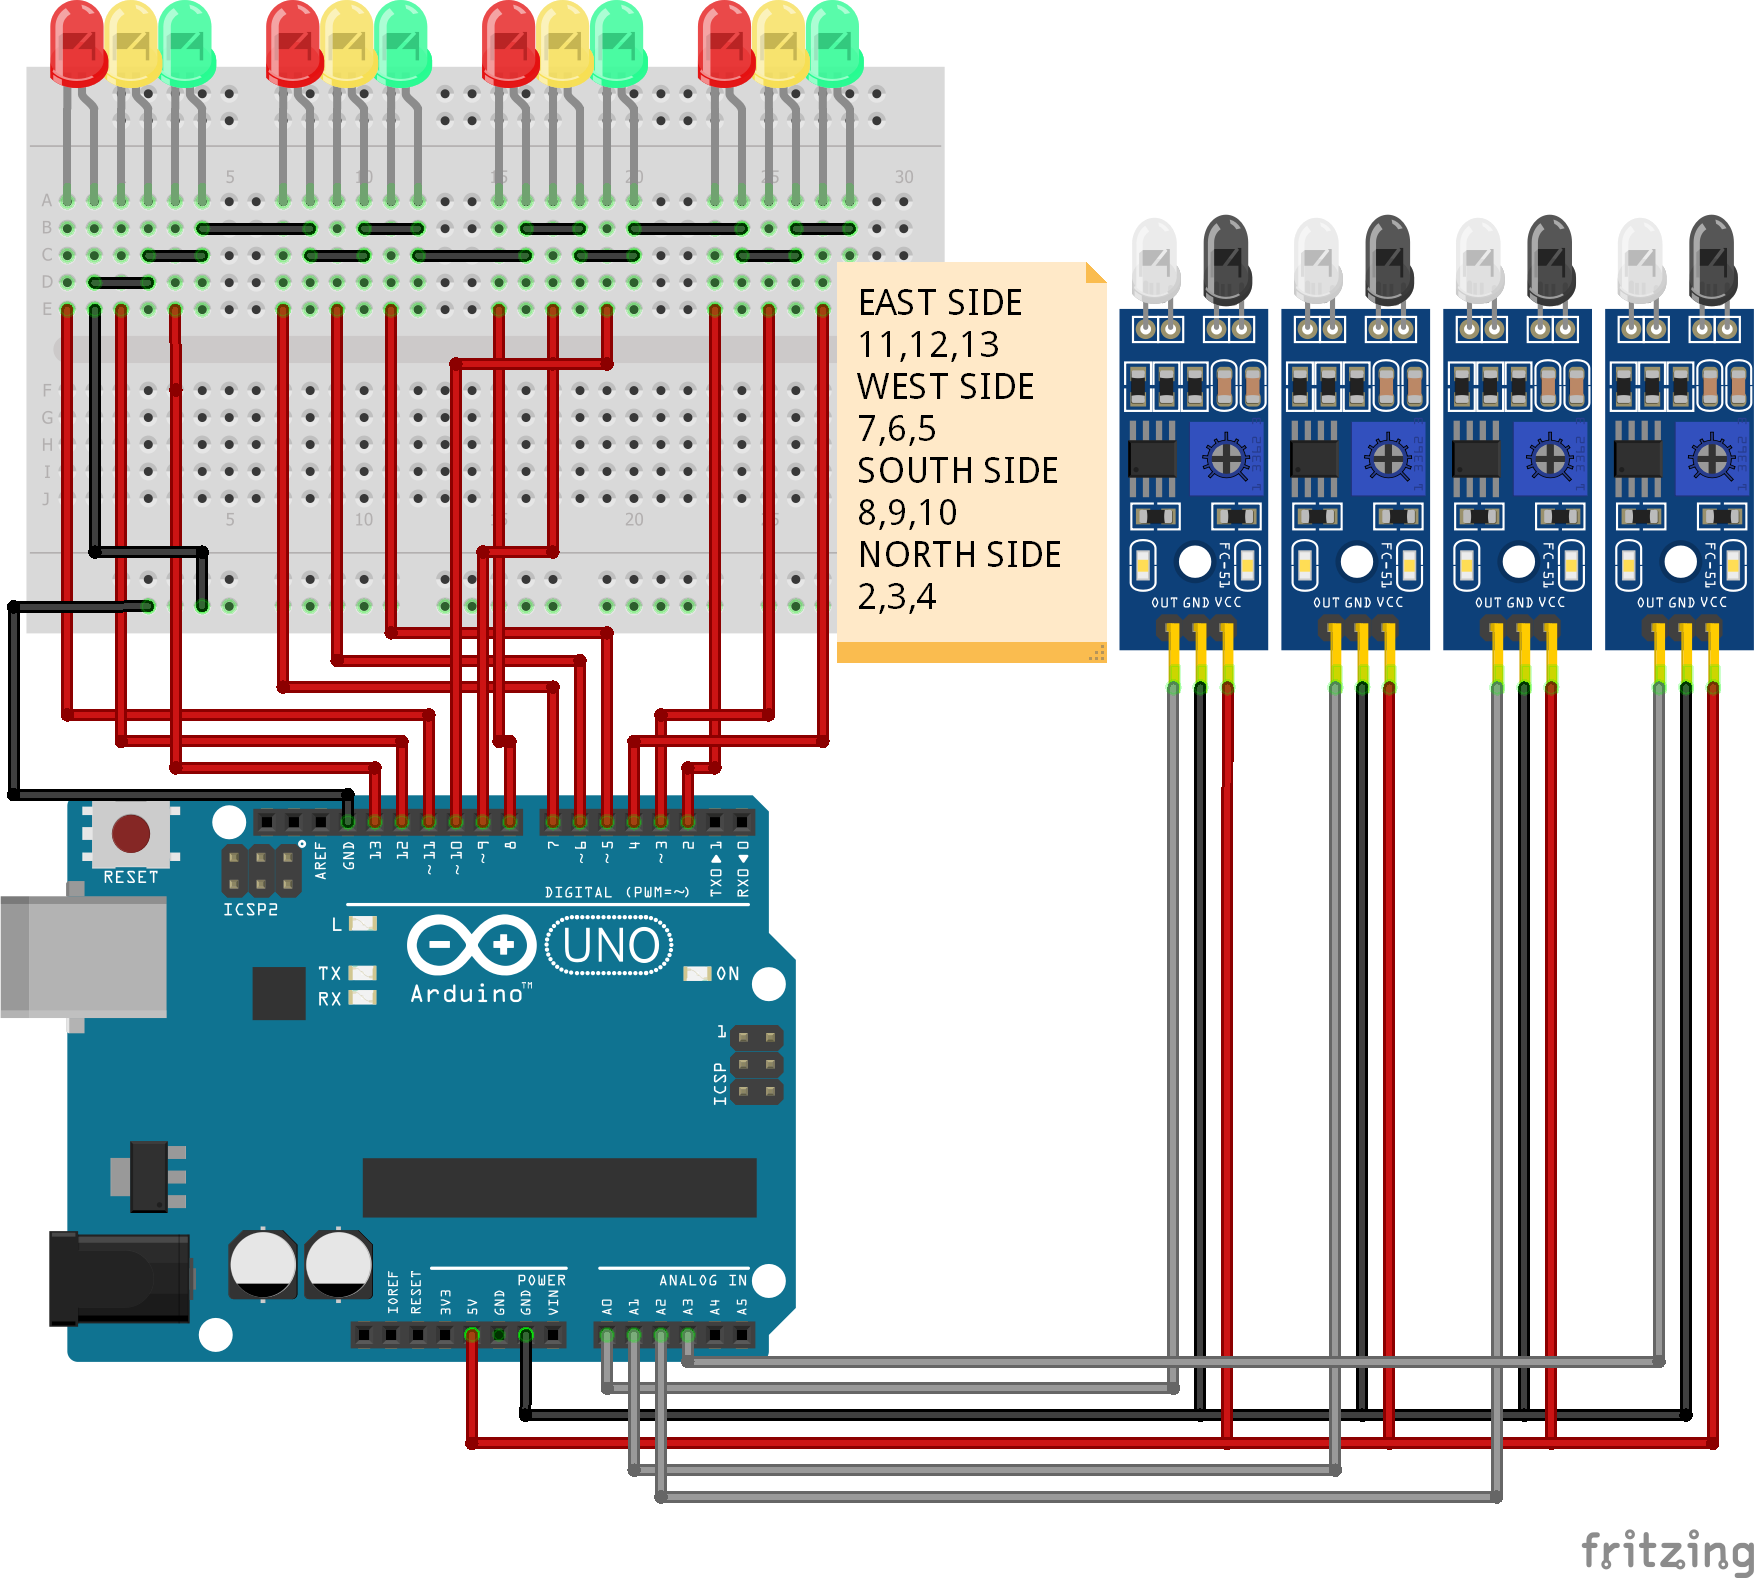 5 10 15 20 25 30
A
B
C
D
E
F
G
H
I
J
5 10 15 20 25
EAST SIDE
11,12,13
WEST SIDE
7,6,5
SOUTH SIDE
8,9,10
NORTH SIDE
2,3,4
FC-51 FC-51 FC-51 FC-51
OUT GND VCC OUT GND VCC OUT GND VCC OUT GND VCC
RESET
ICSP2
AREF GND 13 12 ~11 ~10 ~9 8 7 ~6 ~5 4 ~3 2 TX0▶1 RX0◀0
DIGITAL (PWM=~)
L
TX
RX
UNO
ON
Arduino™
1
ICSP
POWER ANALOG IN
IOREF RESET 3V3 5V GND GND VIN A0 A1 A2 A3 A4 A5
fritzing